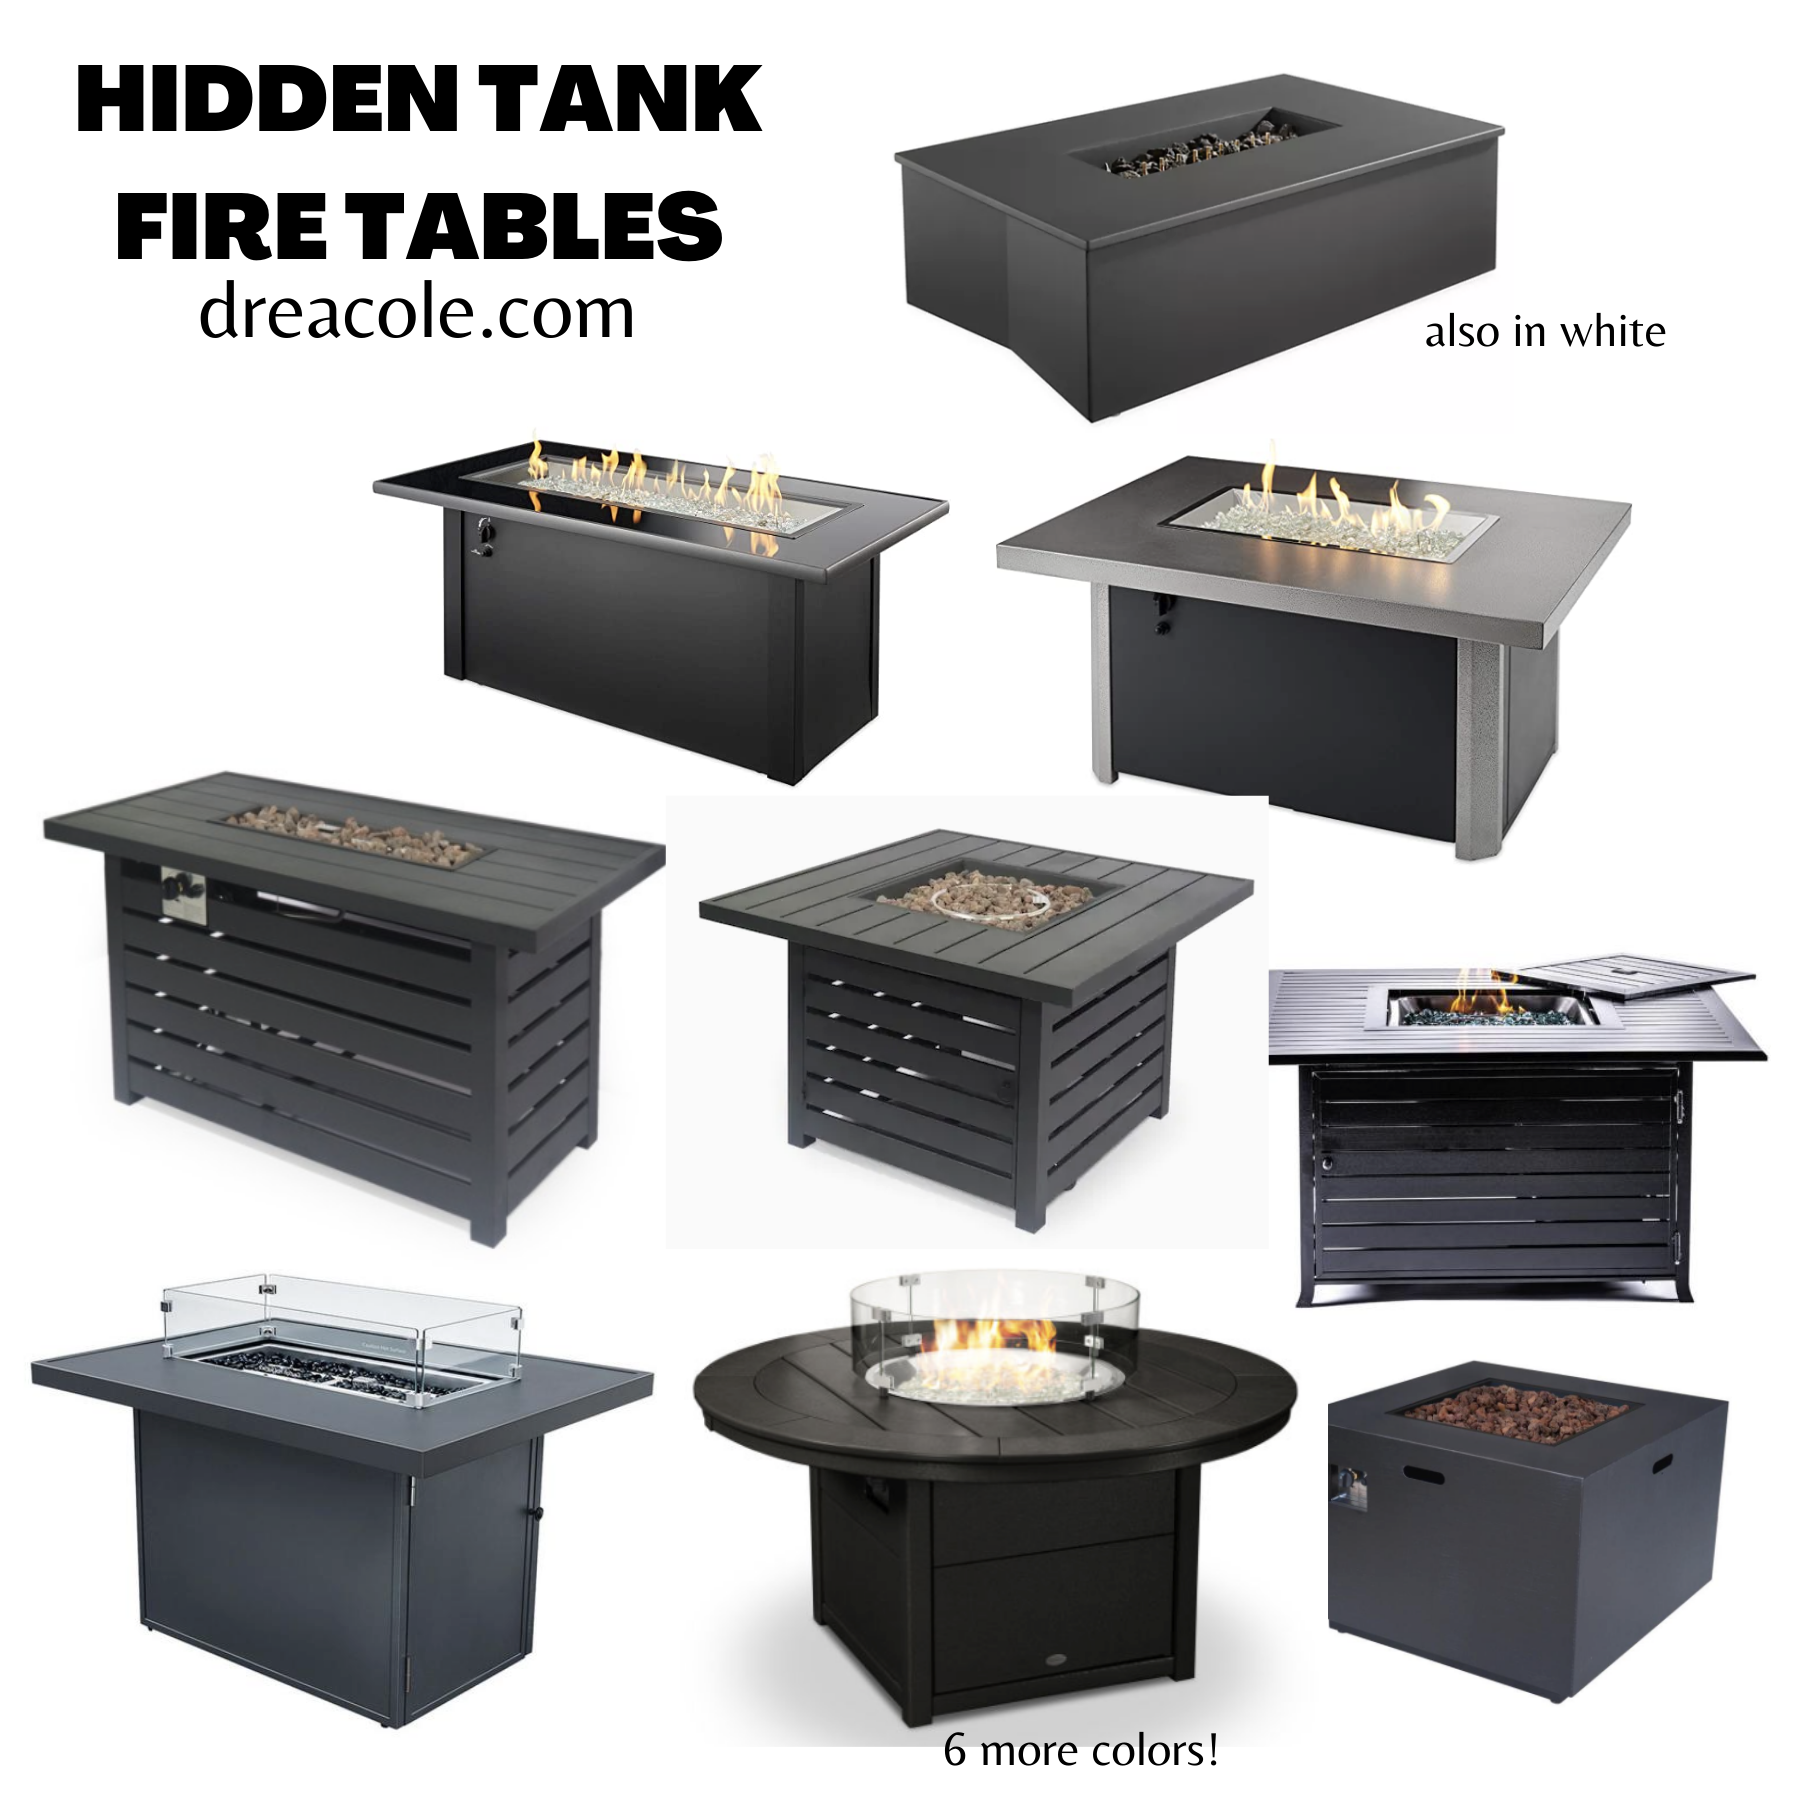 HIDDEN TANK
FIRE TABLES
dreacole.com
also in white
6 more colors!